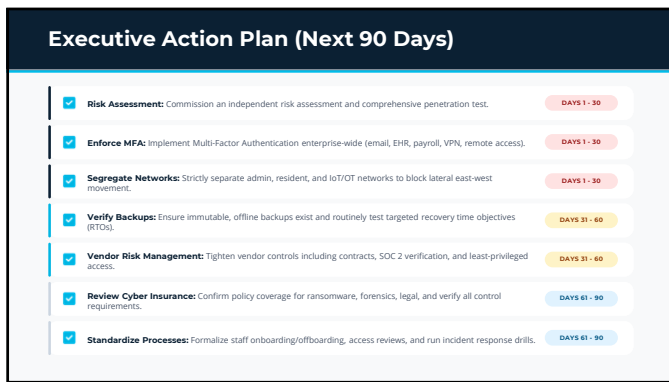 Executive Action Plan (Next 90 Days)
Risk Assessment: Commission an independent risk assessment and comprehensive penetration test.
DAYS 1 - 30
Enforce MFA: Implement Multi-Factor Authentication enterprise-wide (email, EHR, payroll, VPN, remote access).
DAYS 1 - 30
Segregate Networks: Strictly separate admin, resident, and IoT/OT networks to block lateral east-west
movement.
DAYS 1 - 30
Verify Backups: Ensure immutable, offline backups exist and routinely test targeted recovery time objectives
(RTOs).
DAYS 31 - 60
Vendor Risk Management: Tighten vendor controls including contracts, SOC 2 verification, and least-privileged
access.
DAYS 31 - 60
Review Cyber Insurance: Confirm policy coverage for ransomware, forensics, legal, and verify all control
requirements.
DAYS 61 - 90
Standardize Processes: Formalize staff onboarding/offboarding, access reviews, and run incident response drills.
DAYS 61 - 90